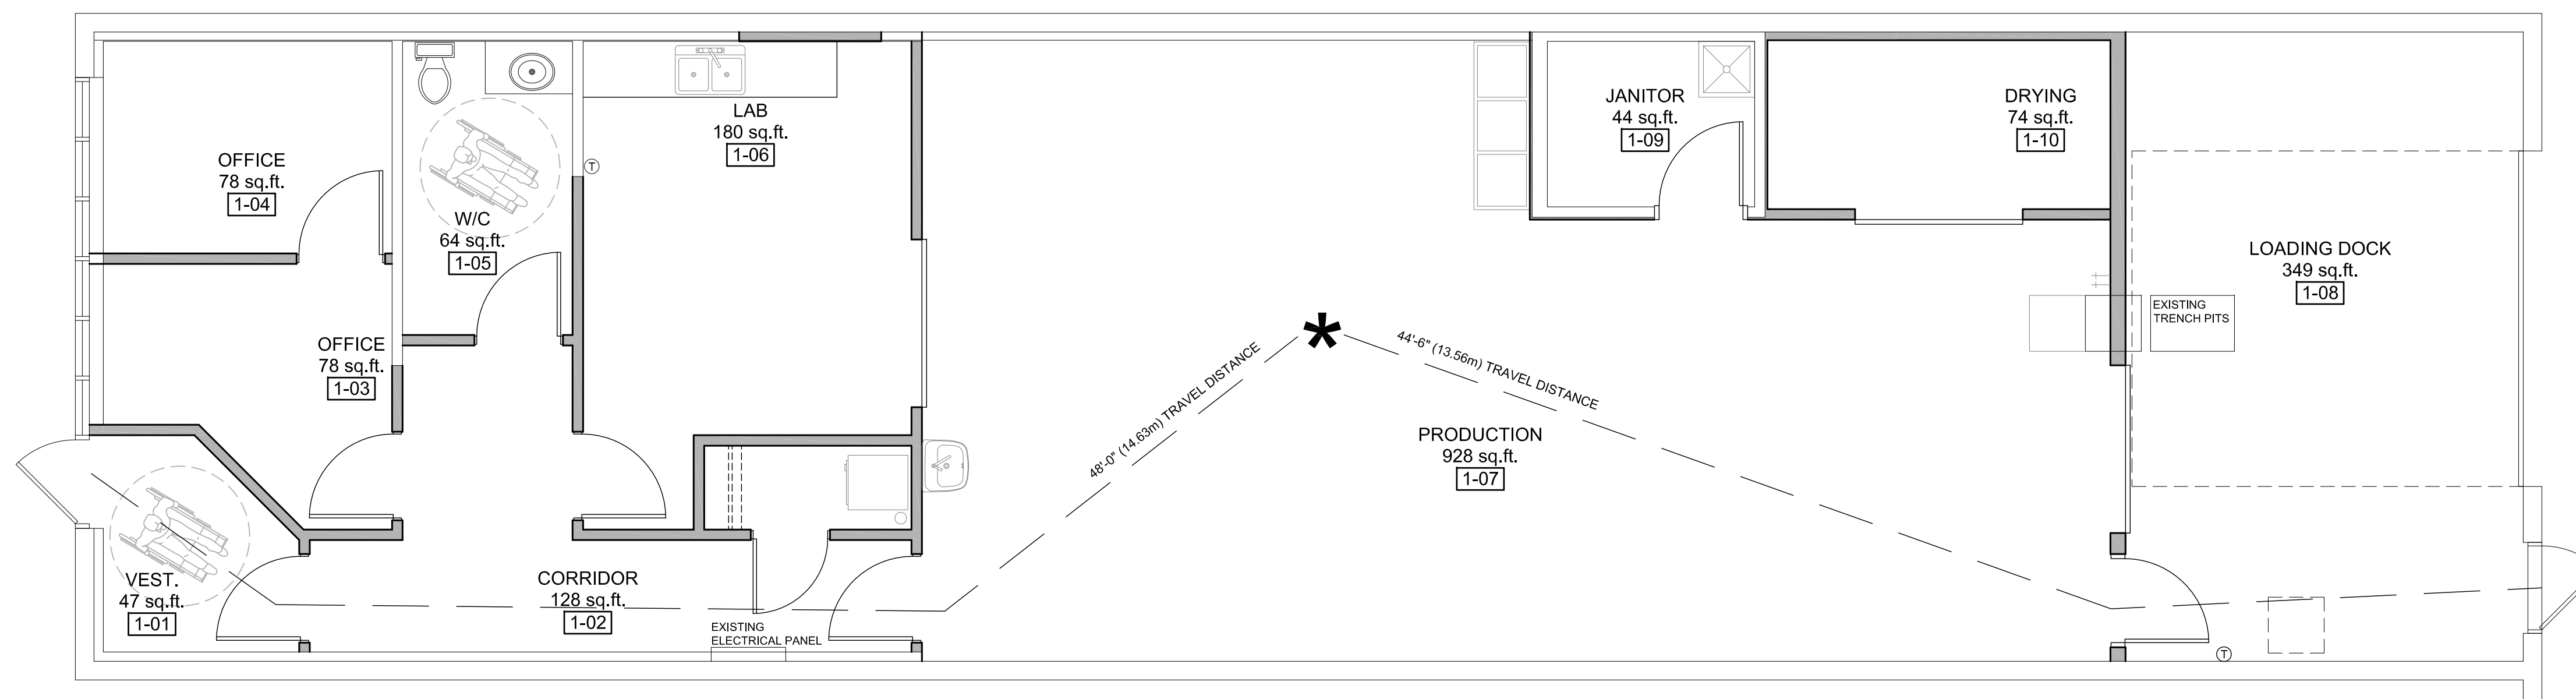 OFFICE
78 sq.ft.
1-04
W/C
64 sq.ft.
1-05
LAB
180 sq.ft.
1-06
T
JANITOR
44 sq.ft.
1-09
DRYING
74 sq.ft.
1-10
LOADING DOCK
349 sq.ft.
1-08
EXISTING
TRENCH PITS
OFFICE
78 sq.ft.
1-03
*
48'-0" (14.63m) TRAVEL DISTANCE
44'-6" (13.56m) TRAVEL DISTANCE
PRODUCTION
928 sq.ft.
1-07
VEST.
47 sq.ft.
1-01
CORRIDOR
128 sq.ft.
1-02
EXISTING
ELECTRICAL PANEL
T